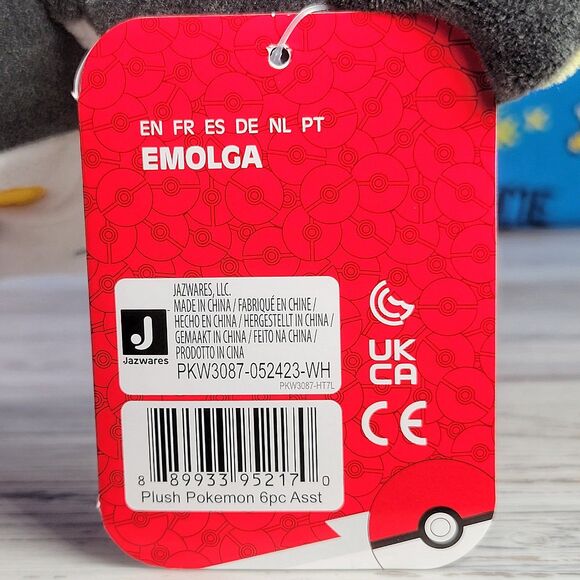 EN FR ES DE NL PT
EMOLGA
JAZWARES, LLC.
MADE IN CHINA / FABRIQUÉ EN CHINE /
HECHO EN CHINA / HERGESTELLT IN CHINA /
GEMAAKT IN CHINA / FEITO NA CHINA /
PRODOTTO IN CINA
J
Jazwares
PKW3087-052423-WH
PKW3087-HT7L
UK
CA
CE
8 89933 95217 0
Plush Pokemon 6pc Asst